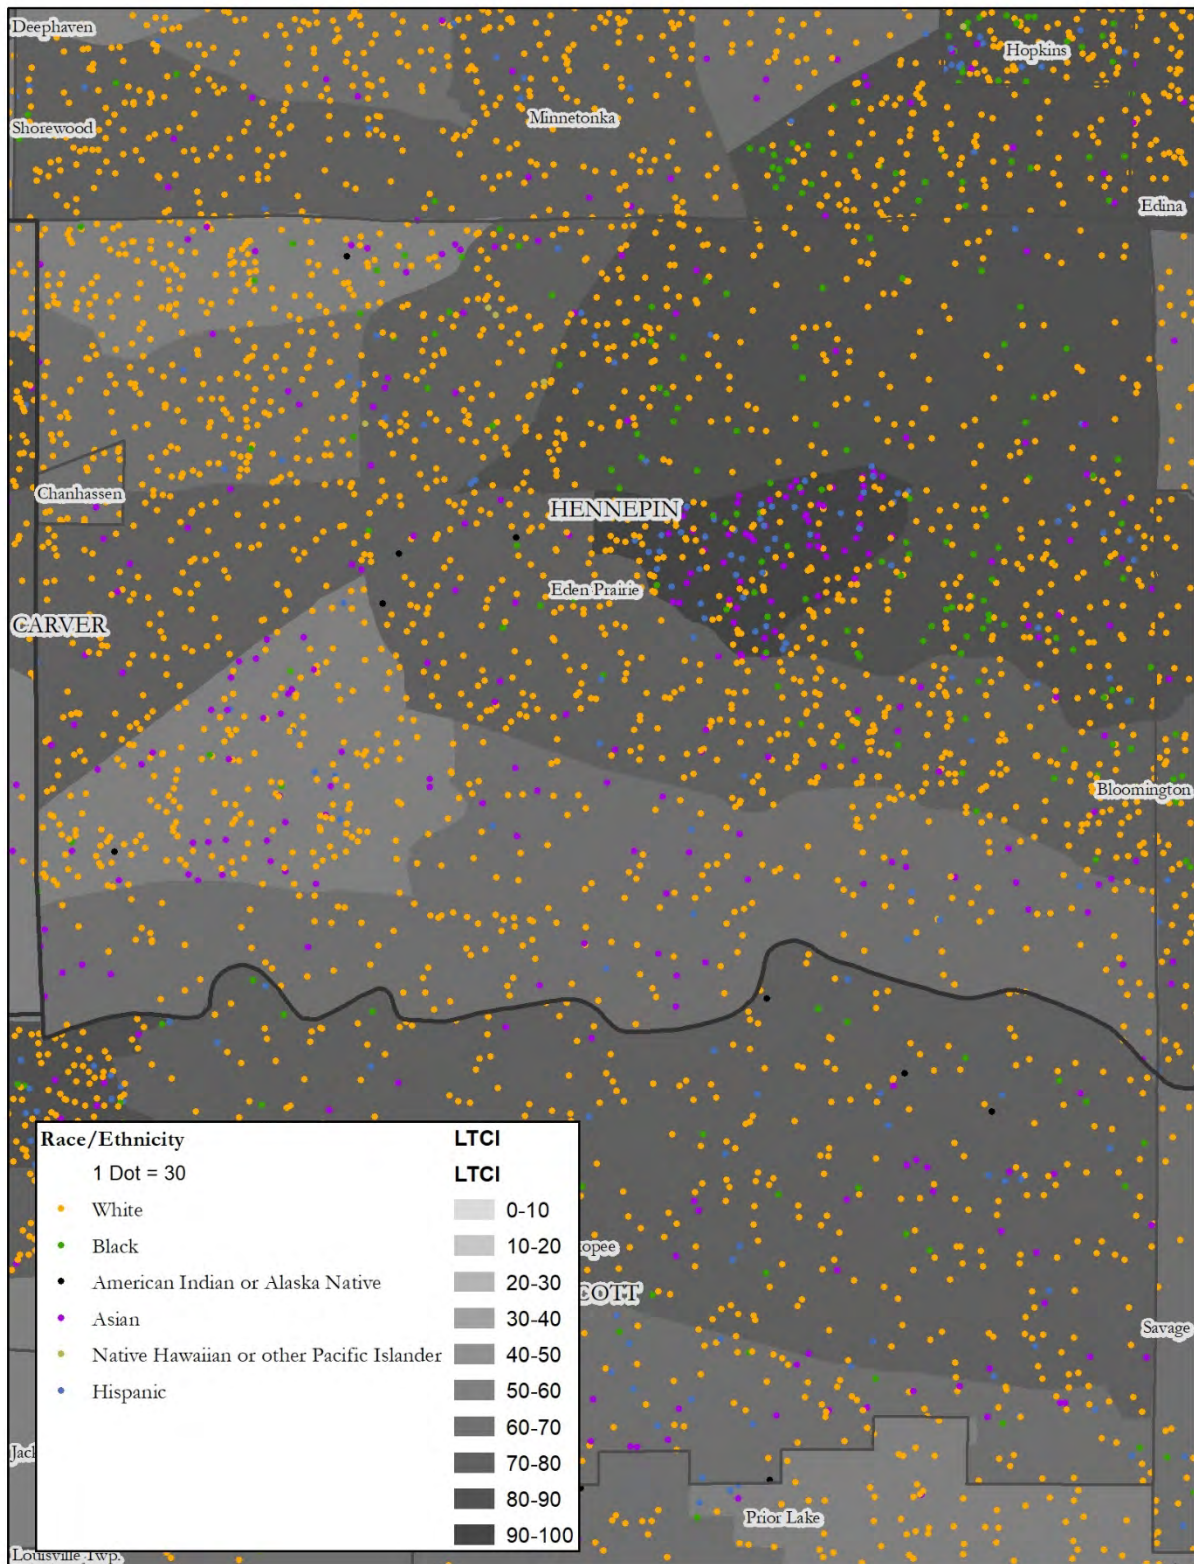 Deephaven
Hopkins
Minnetonka
Shorewood
Edina
Chanhassen
HENNEPIN
Eden Prairie
CARVER
Bloomington
Race/Ethnicity
LTCI
1 Dot = 30
LTCI
White
0-10
Black
10-20
American Indian or Alaska Native
20-30
Asian
30-40
Native Hawaiian or other Pacific Islander
40-50
Hispanic
50-60
60-70
70-80
80-90
90-100
opee
COTT
Savage
Jack
Prior Lake
Louisville Twp.